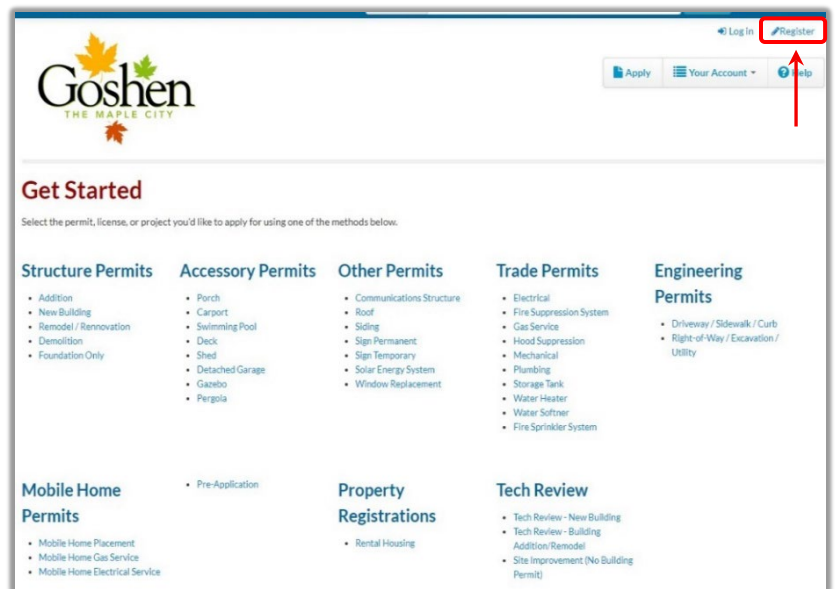 Log in Register
Goshen
THE MAPLE CITY
Apply Your Account Help
Get Started
Select the permit, license, or project you'd like to apply for using one of the methods below.
Structure Permits
Addition
New Building
Remodel / Rennovation
Demolition
Foundation Only
Accessory Permits
Porch
Carport
Swimming Pool
Deck
Shed
Detached Garage
Gazebo
Pergola
Other Permits
Communications Structure
Roof
Siding
Sign Permanent
Sign Temporary
Solar Energy System
Window Replacement
Trade Permits
Electrical
Fire Suppression System
Gas Service
Hood Suppression
Mechanical
Plumbing
Storage Tank
Water Heater
Water Softner
Fire Sprinkler System
Engineering
Permits
Driveway / Sidewalk / Curb
Right-of-Way / Excavation /
Utility
Mobile Home
Permits
Mobile Home Placement
Mobile Home Gas Service
Mobile Home Electrical Service
Pre-Application
Property
Registrations
Rental Housing
Tech Review
Tech Review - New Building
Tech Review - Building
Addition/Remodel
Site Improvement (No Building
Permit)